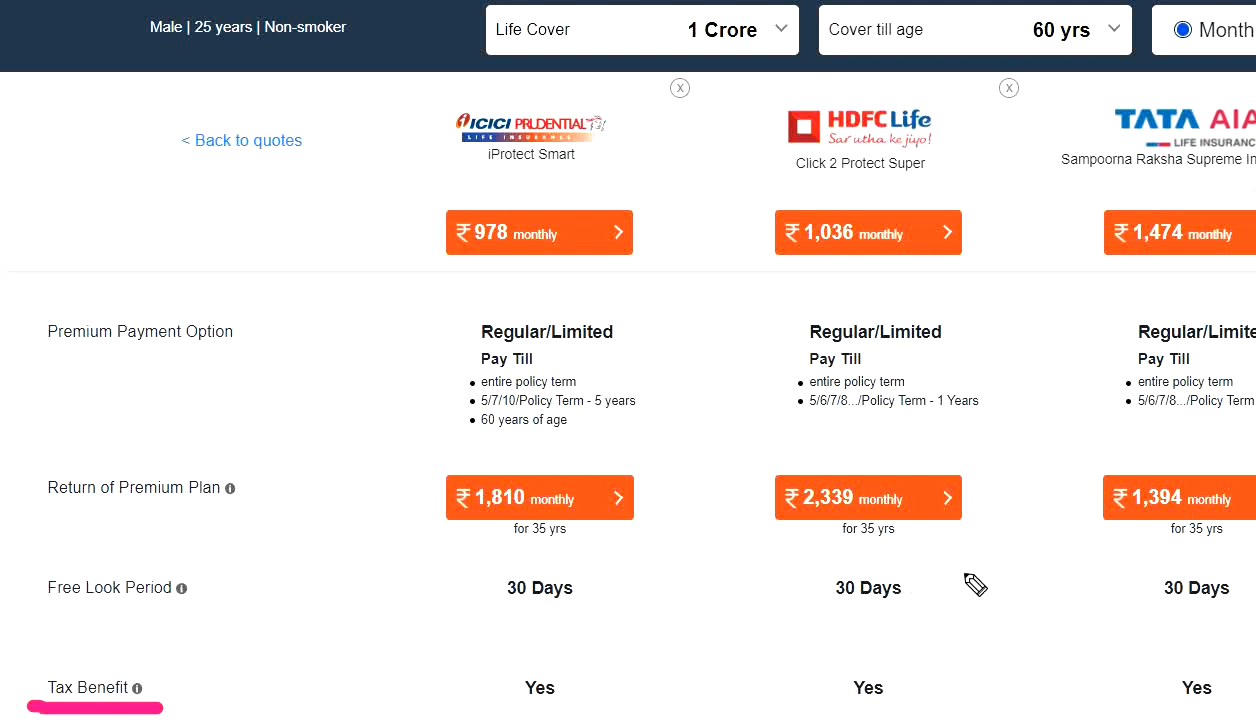 Male | 25 years | Non-smoker
Life Cover 1 Crore
Cover till age 60 yrs
Month
X
X
< Back to quotes
ICICI PRUDENTIAL
LIFE INSURANCE
iProtect Smart
HDFC Life
Sar utha ke jiyo!
Click 2 Protect Super
TATA AIA
LIFE INSURANC
Sampoorna Raksha Supreme In
₹ 978 monthly
₹ 1,036 monthly
₹ 1,474 monthly
Premium Payment Option
Regular/Limited
Pay Till
entire policy term
5/7/10/Policy Term - 5 years
60 years of age
Regular/Limited
Pay Till
entire policy term
5/6/7/8.../Policy Term - 1 Years
Regular/Limite
Pay Till
entire policy term
5/6/7/8.../Policy Term
Return of Premium Plan
₹ 1,810 monthly
for 35 yrs
₹ 2,339 monthly
for 35 yrs
₹ 1,394 monthly
for 35 yrs
Free Look Period
30 Days
30 Days
30 Days
Tax Benefit
Yes
Yes
Yes